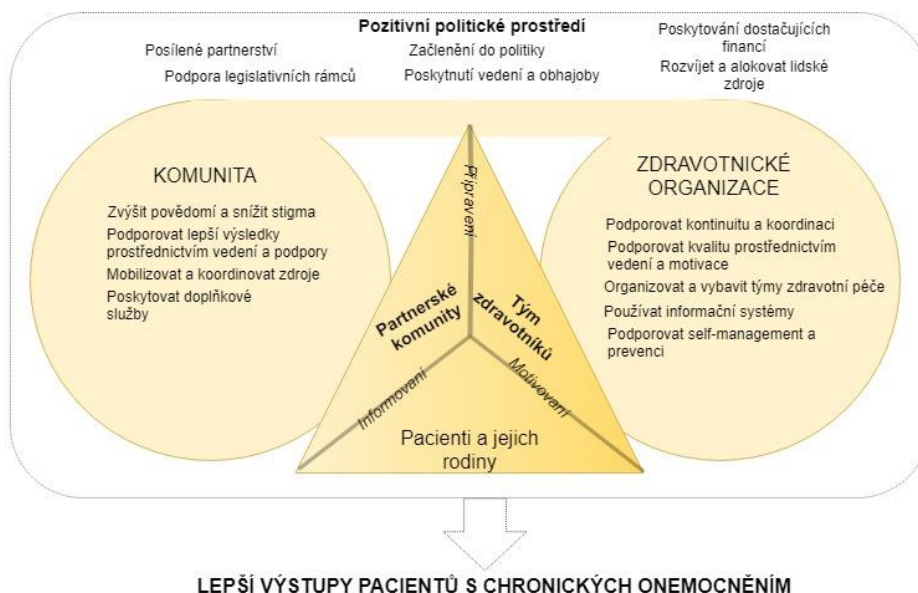 Pozitivní politické prostředí
Posílené partnerství
Podpora legislativních rámců
Začlenění do politiky
Poskytnutí vedení a obhajoby
Poskytování dostačujících
financí
Rozvíjet a alokovat lidské
zdroje
KOMUNITA
Zvýšit povědomí a snížit stigma
Podporovat lepší výsledky
prostřednictvím vedení a podpory
Mobilizovat a koordinovat zdroje
Poskytovat doplňkové
služby
Připravení
Partnerské
komunity
Tým
zdravotníků
Informovaní
Motivovaní
Pacienti a jejich
rodiny
ZDRAVOTNICKÉ
ORGANIZACE
Podporovat kontinuitu a koordinaci
Podporovat kvalitu prostřednictvím
vedení a motivace
Organizovat a vybavit týmy zdravotní péče
Používat informační systémy
Podporovat self-management a
prevenci
LEPŠÍ VÝSTUPY PACIENTŮ S CHRONICKÝCH ONEMOCNĚNÍM